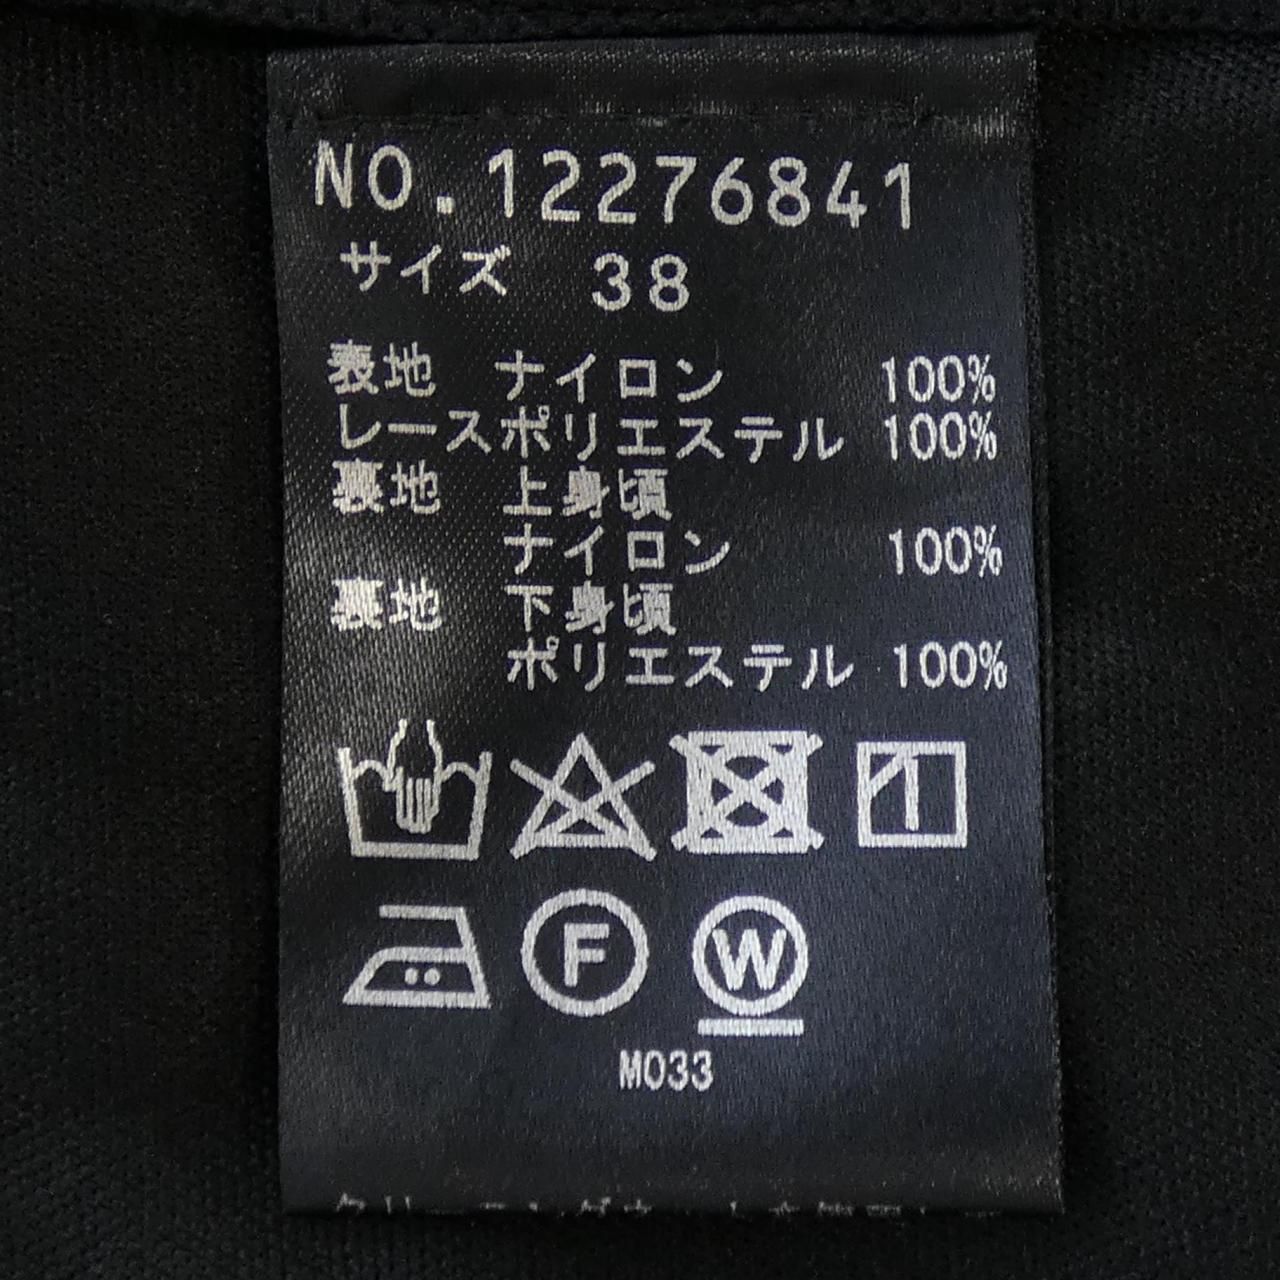 NO.12276841
サイズ 38
表地 ナイロン 100%
レースポリエステル 100%
裏地 上身頃
ナイロン 100%
裏地 下身頃
ポリエステル 100%
F W
M033